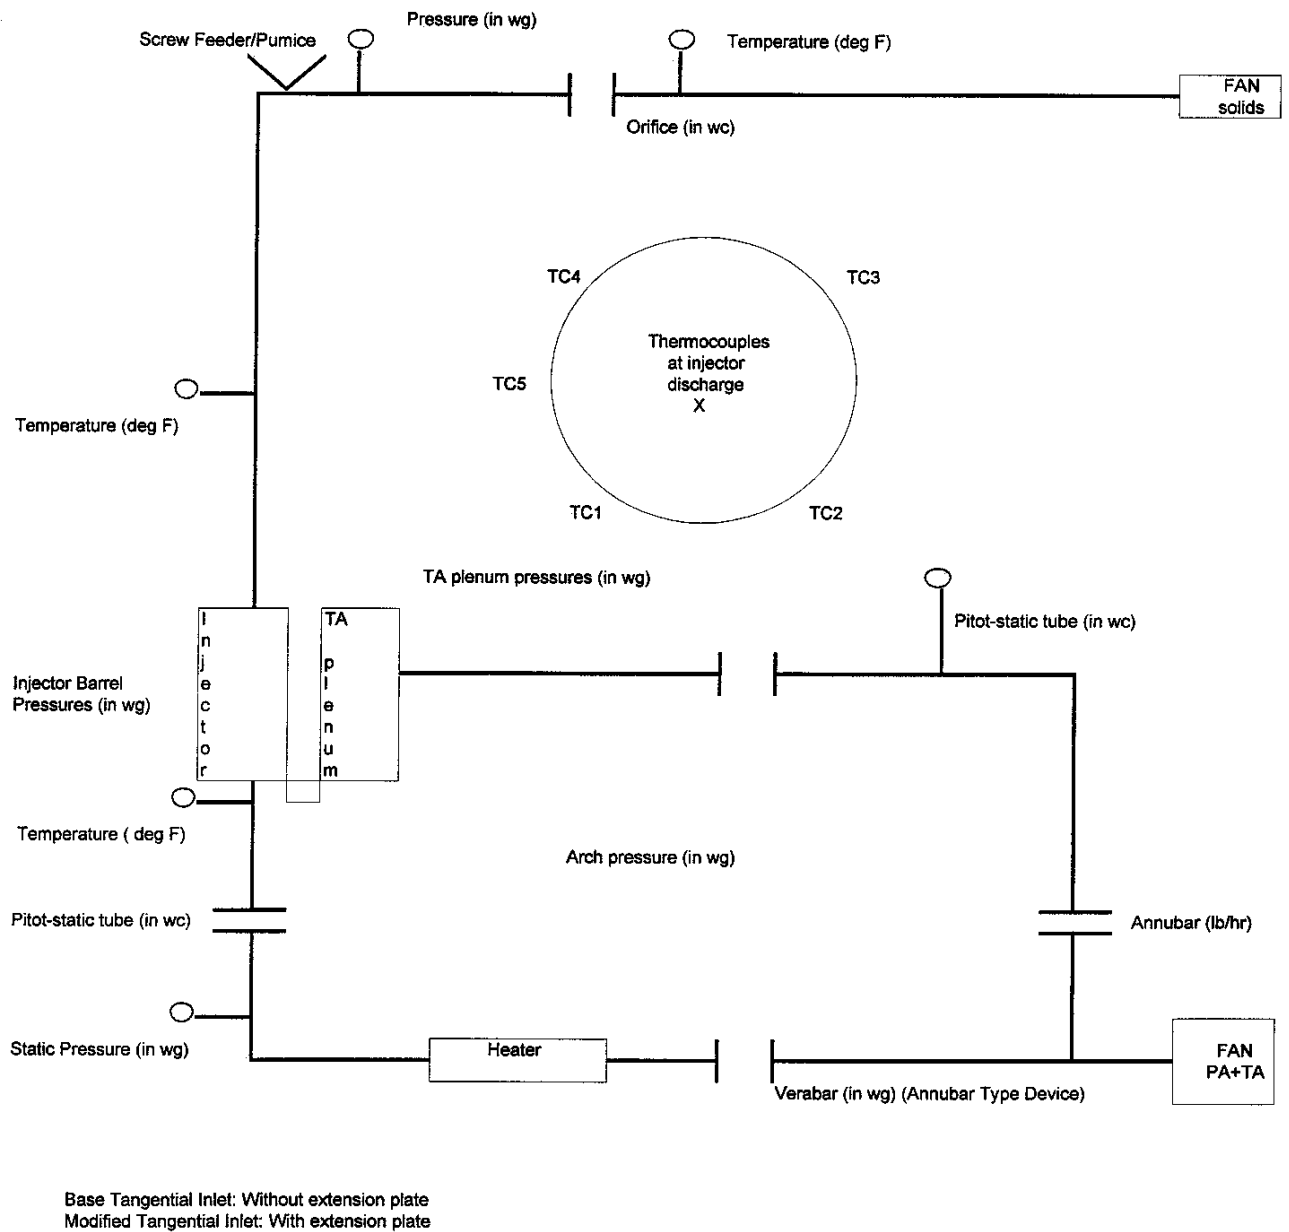 Pressure (in wg)
Screw Feeder/Pumice
Temperature (deg F)
FAN
solids
Orifice (in wc)
TC4
TC3
Thermocouples
at injector
discharge
X
TC5
Temperature (deg F)
TC1
TC2
TA plenum pressures (in wg)
Pitot-static tube (in wc)
Injector
TA plenum
Injector Barrel
Pressures (in wg)
Temperature ( deg F)
Arch pressure (in wg)
Pitot-static tube (in wc)
Annubar (lb/hr)
Static Pressure (in wg)
Heater
FAN
PA+TA
Verabar (in wg) (Annubar Type Device)
Base Tangential Inlet: Without extension plate
Modified Tangential Inlet: With extension plate